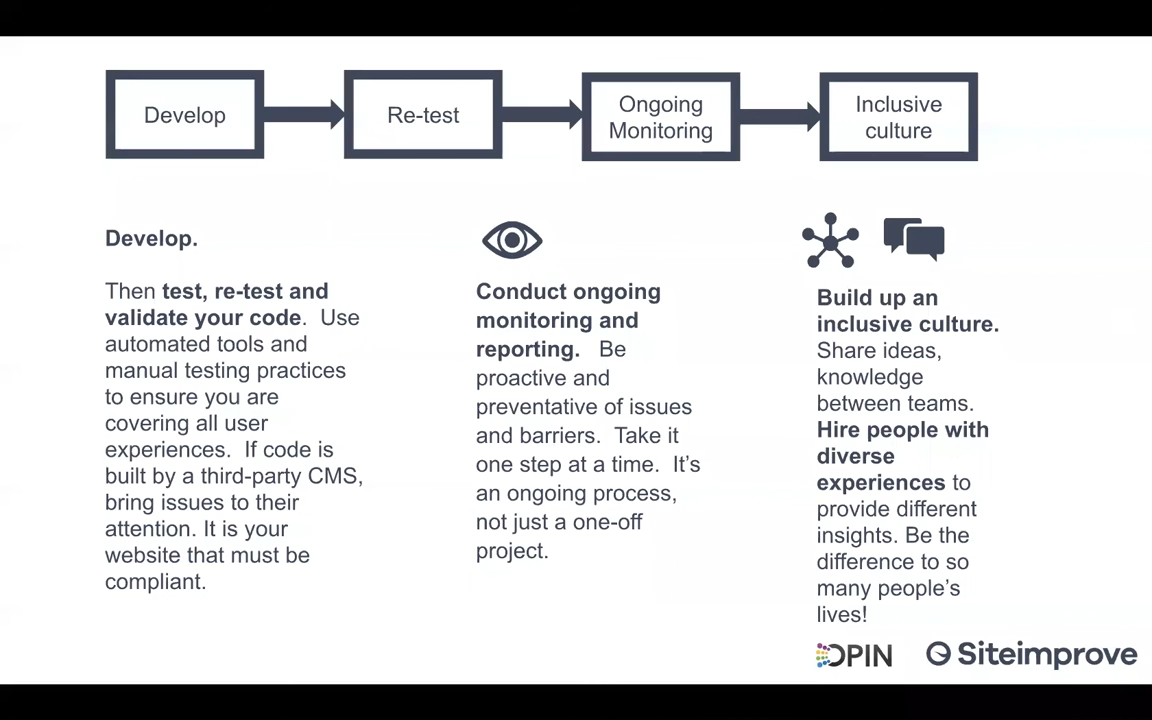 Develop
Re-test
Ongoing
Monitoring
Inclusive
culture
Develop.
Then test, re-test and
validate your code.  Use
automated tools and
manual testing practices
to ensure you are
covering all user
experiences.  If code is
built by a third-party CMS,
bring issues to their
attention. It is your
website that must be
compliant.
Conduct ongoing
monitoring and
reporting.   Be
proactive and
preventative of issues
and barriers.  Take it
one step at a time.  It’s
an ongoing process,
not just a one-off
project.
Build up an
inclusive culture.
Share ideas,
knowledge
between teams.
Hire people with
diverse
experiences to
provide different
insights. Be the
difference to so
many people’s
lives!
OPIN
Siteimprove